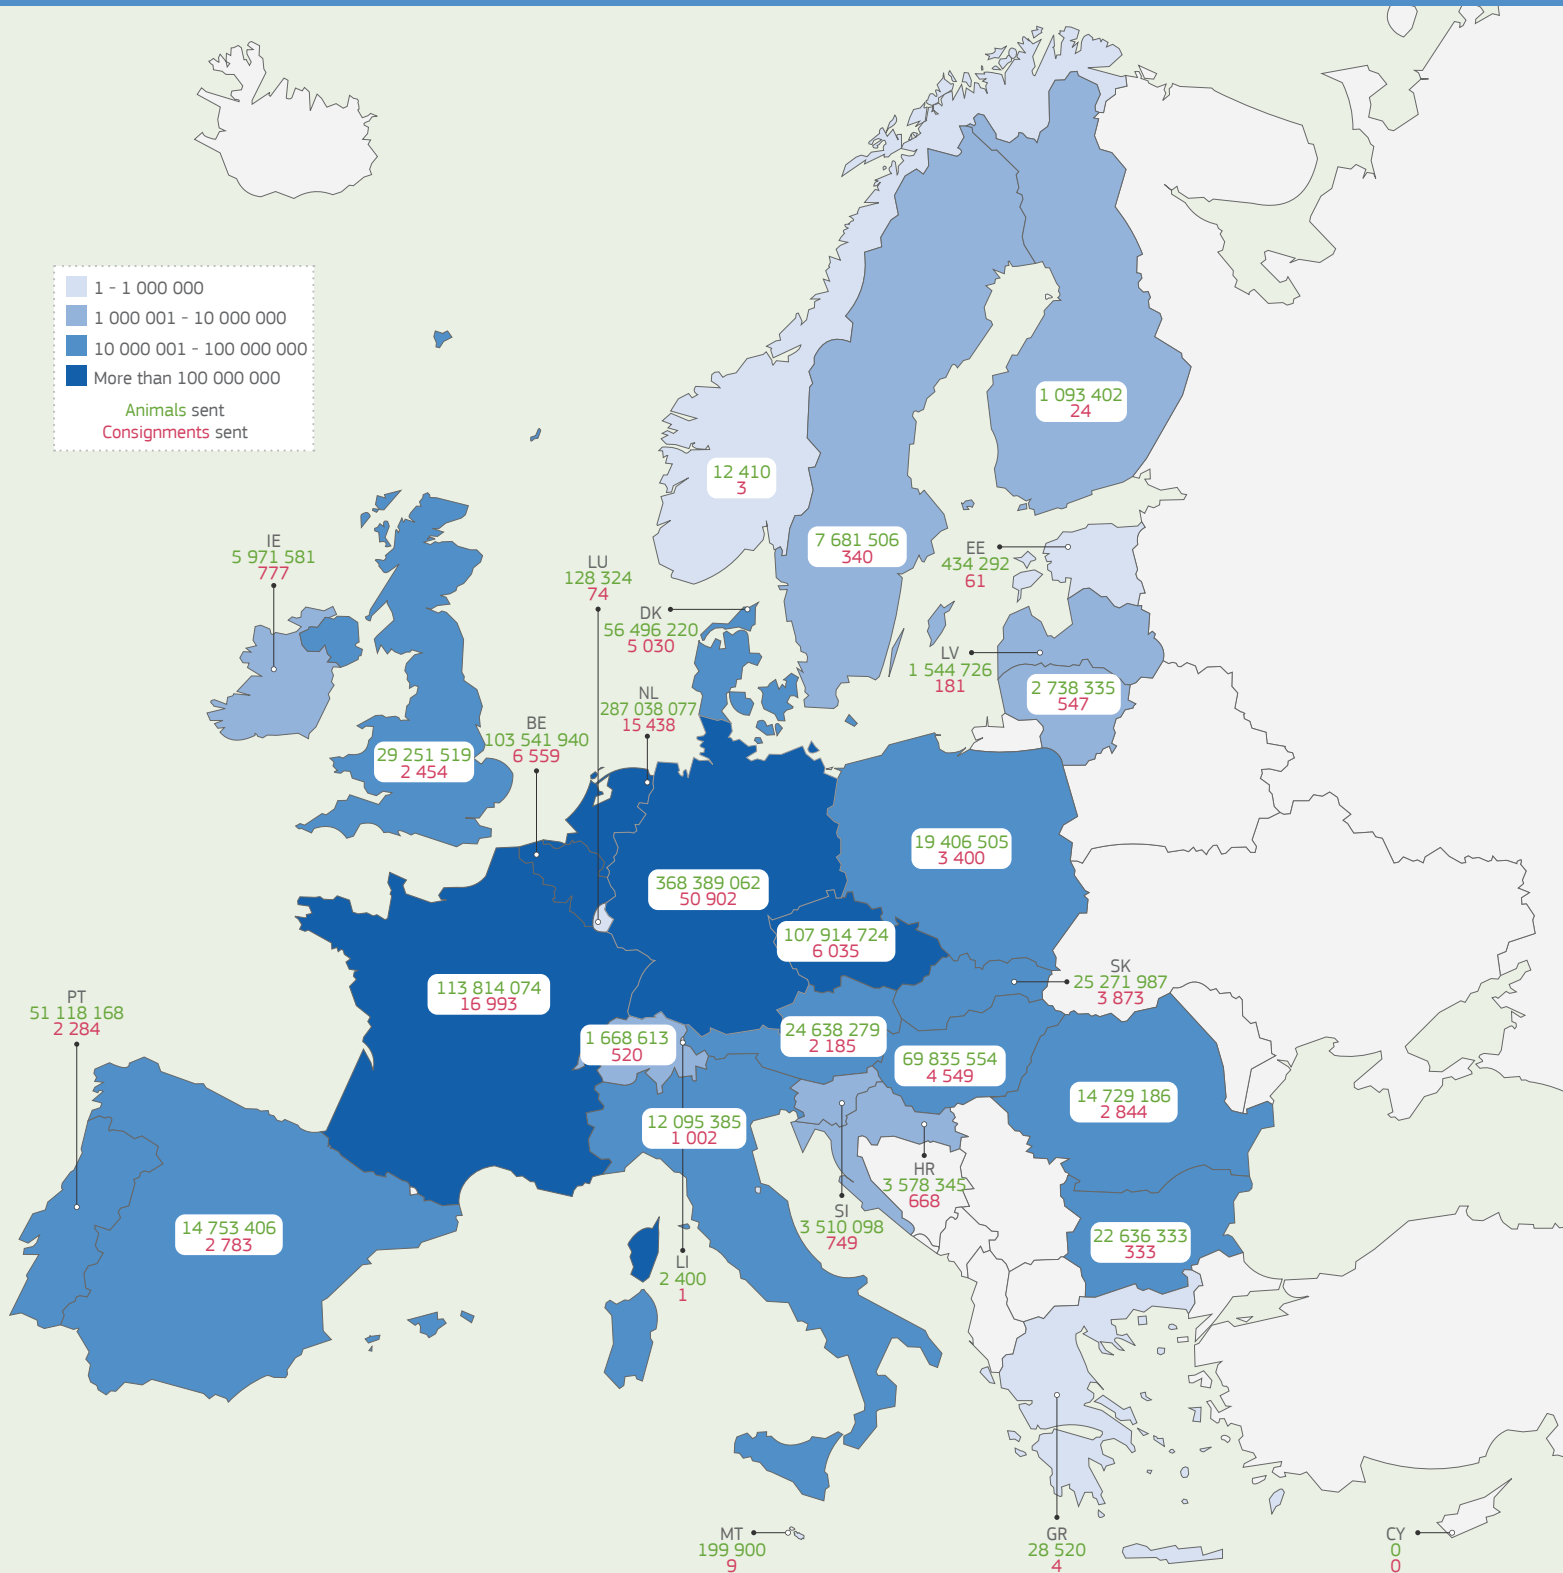 1 - 1 000 000
1 000 001 - 10 000 000
10 000 001 - 100 000 000
More than 100 000 000
Animals sent
Consignments sent
1 093 402
24
12 410
3
7 681 506
340
IE
5 971 581
777
EE
434 292
61
LU
128 324
74
DK
56 496 220
5 030
LV
1 544 726
181
2 738 335
547
NL
287 038 077
15 438
BE
103 541 940
6 559
29 251 519
2 454
19 406 505
3 400
368 389 062
50 902
107 914 724
6 035
SK
25 271 987
3 873
113 814 074
16 993
PT
51 118 168
2 284
1 668 613
520
24 638 279
2 185
69 835 554
4 549
14 729 186
2 844
12 095 385
1 002
HR
3 578 345
668
SI
3 510 098
749
14 753 406
2 783
22 636 333
333
LI
2 400
1
MT
199 900
9
GR
28 520
4
CY
0
0